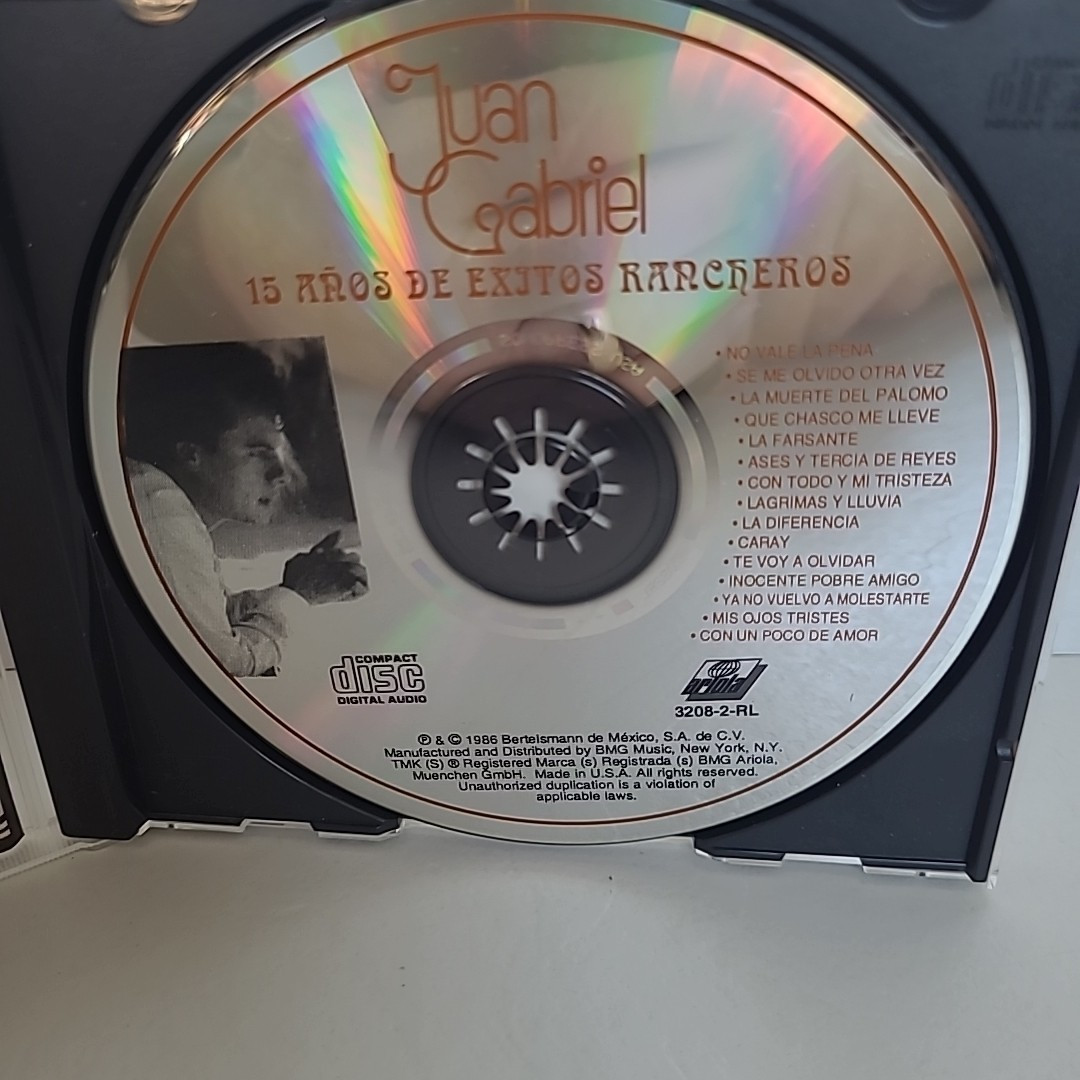 Juan
Gabriel
15 AÑOS DE EXITOS RANCHEROS
• NO VALE LA PENA
• SE ME OLVIDO OTRA VEZ
• LA MUERTE DEL PALOMO
• QUE CHASCO ME LLEVE
• LA FARSANTE
• ASES Y TERCIA DE REYES
• CON TODO Y MI TRISTEZA
• LAGRIMAS Y LLUVIA
• LA DIFERENCIA
• CARAY
• TE VOY A OLVIDAR
• INOCENTE POBRE AMIGO
• YA NO VUELVO A MOLESTARTE
• MIS OJOS TRISTES
• CON UN POCO DE AMOR
COMPACT
disc
DIGITAL AUDIO
ariola
3208-2-RL
℗ & © 1986 Bertelsmann de México, S.A. de C.V.
Manufactured and Distributed by BMG Music, New York, N.Y.
TMK (S) ® Registered Marca (s) Registrada (s) BMG Ariola,
Muenchen GmbH. Made in U.S.A. All rights reserved.
Unauthorized duplication is a violation of
applicable laws.